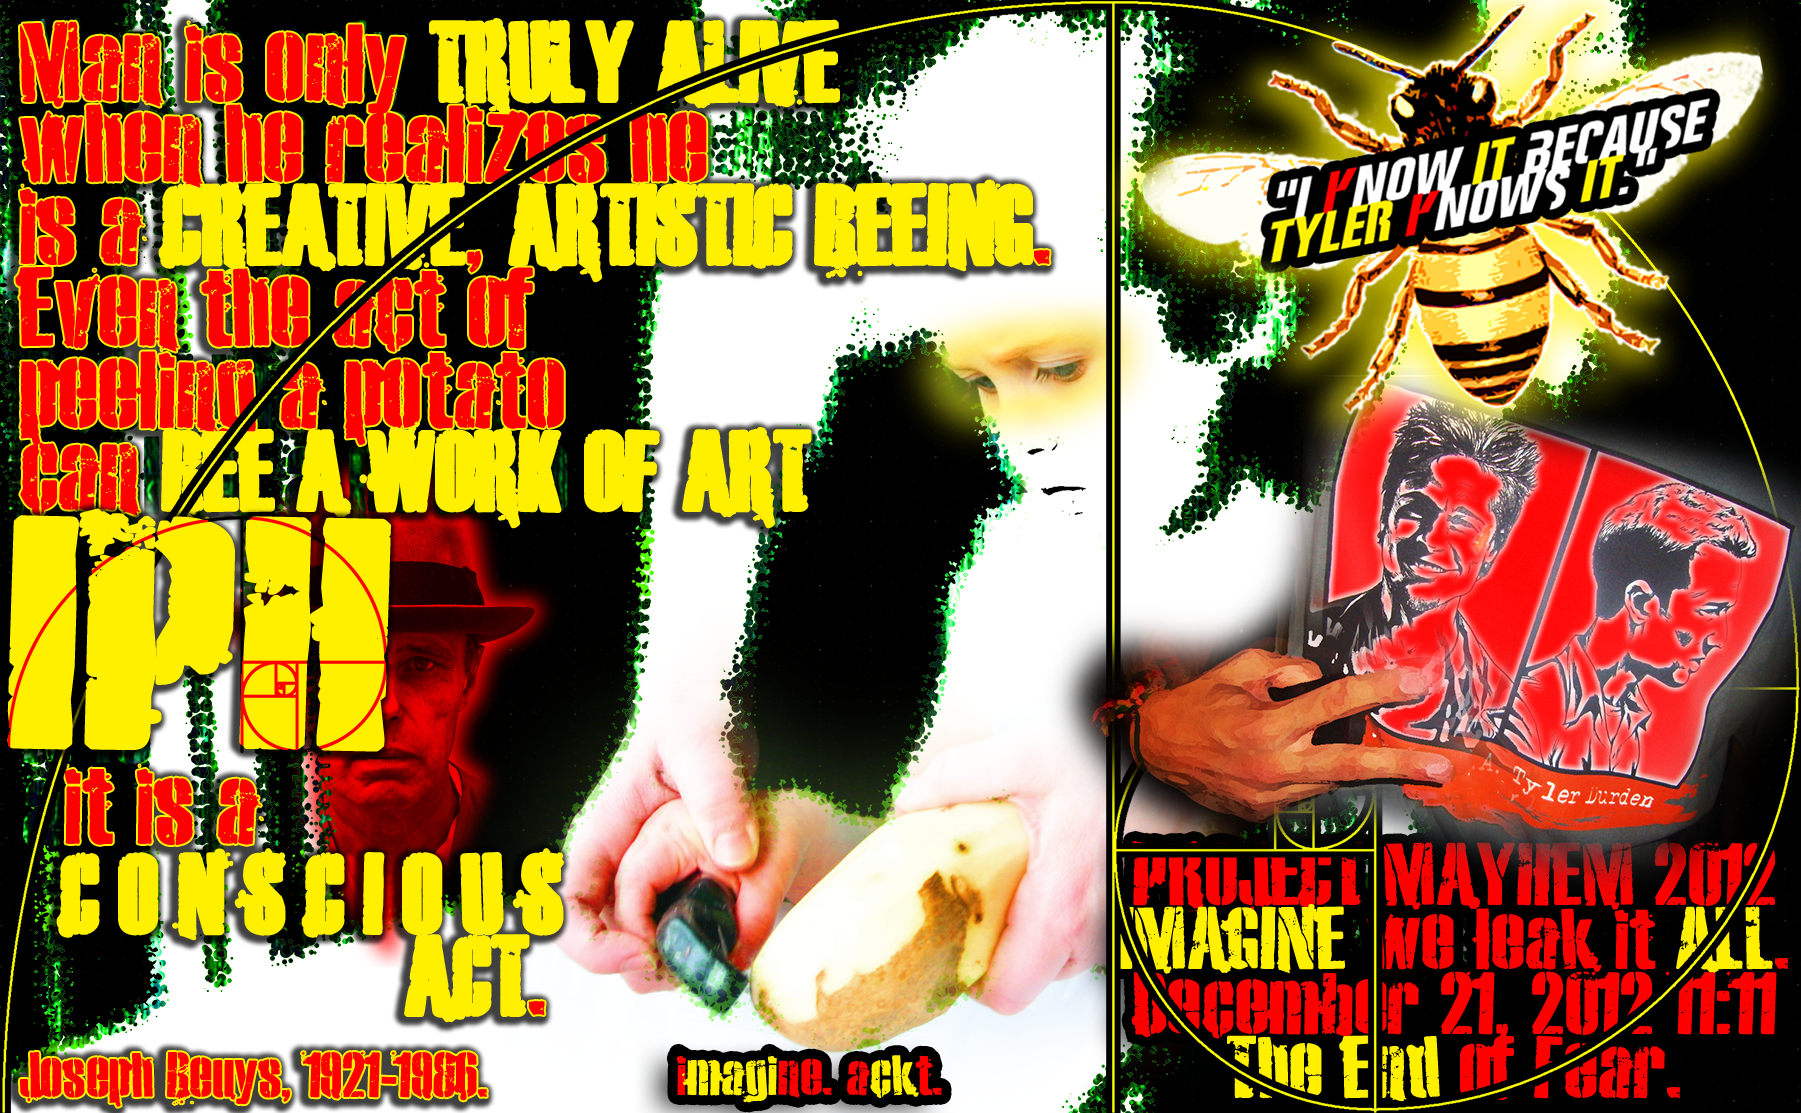 Man is only TRULY ALIVE
when he realizes he
is a CREATIVE, ARTISTIC BEEING.
Even the act of
peeling a potato
can BEE A WORK OF ART
IPH
it is a
CONSCIOUS
ACT.
Joseph Beuys, 1921-1986.
imagine. ackt.
"I KNOW IT BECAUSE
TYLER KNOWS IT."
A. Tyler Durden
PROJECT MAYHEM 2012
IMAGINE we leak it ALL.
December 21, 2012 11:11
The End of Fear.